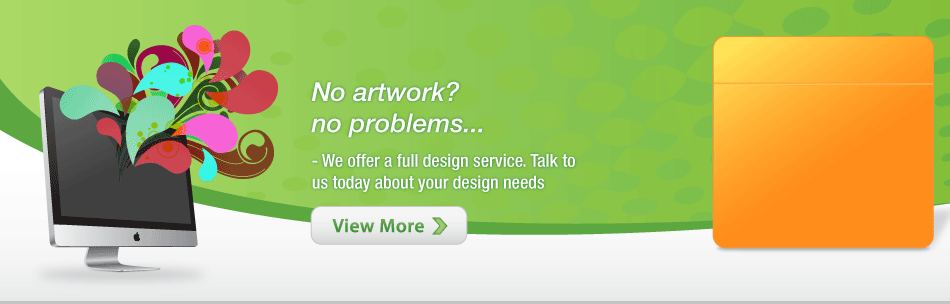 No artwork?
no problems...
- We offer a full design service. Talk to
us today about your design needs
View More